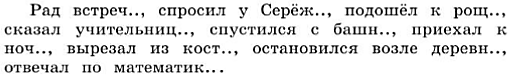 Рад встреч.., спросил у Серёж.., подошёл к рощ..,
сказал учительниц.., спустился с башн.., приехал к
ноч.., вырезал из кост.., остановился возле деревн..,
отвечал по математик...